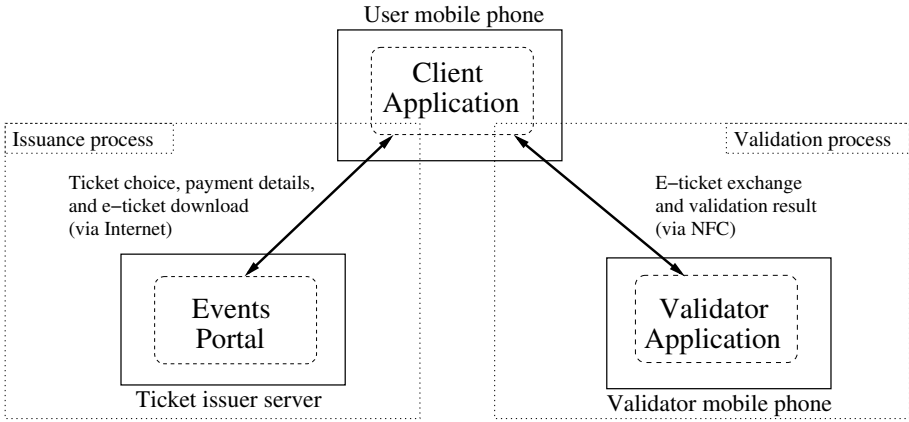 User mobile phone
Client
Application
Issuance process
Validation process
Ticket choice, payment details,
and e−ticket download
(via Internet)
E−ticket exchange
and validation result
(via NFC)
Events
Portal
Validator
Application
Ticket issuer server
Validator mobile phone